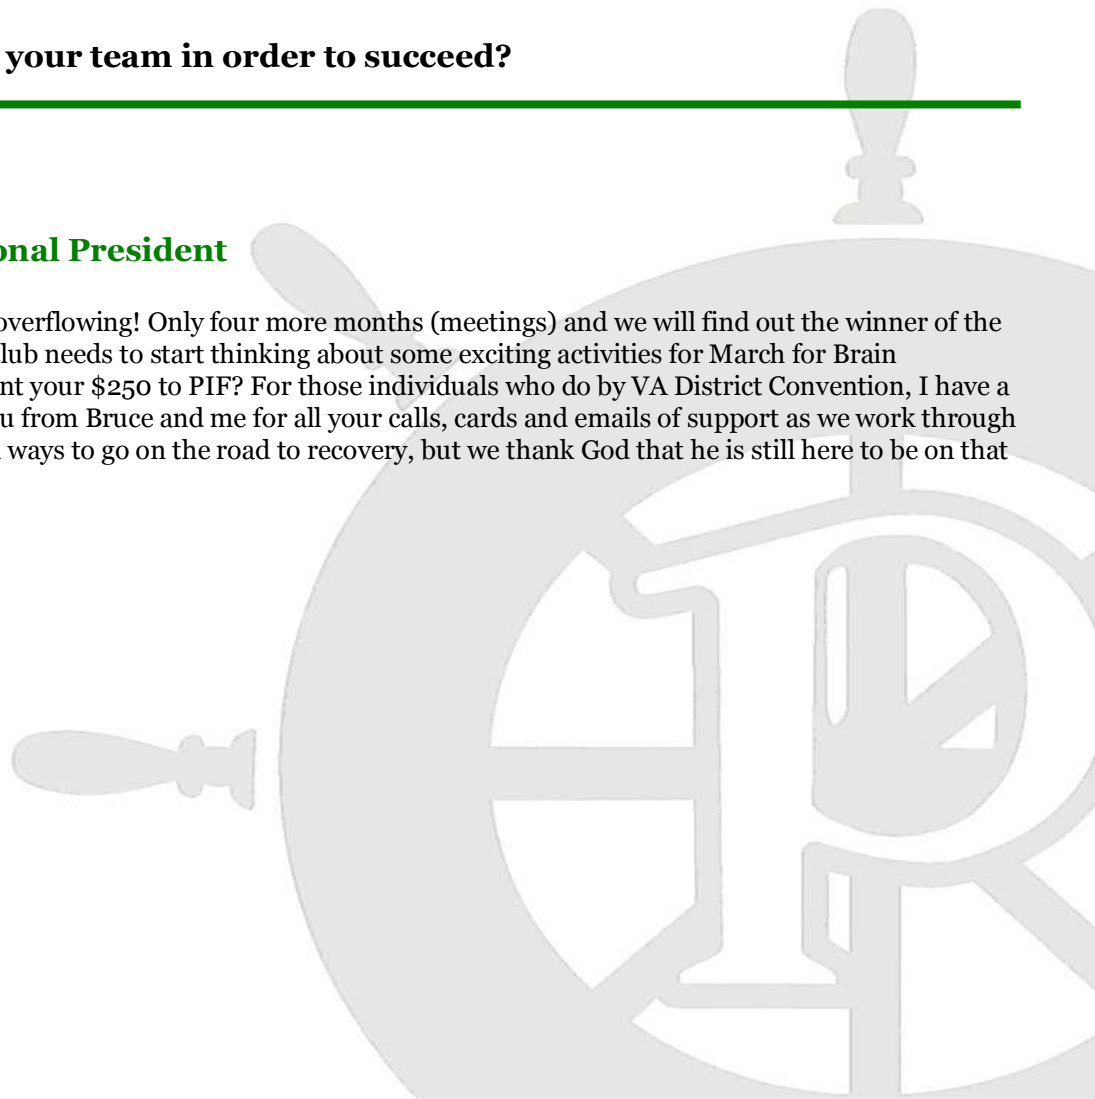 your team in order to succeed?
onal President
overflowing! Only four more months (meetings) and we will find out the winner of the
lub needs to start thinking about some exciting activities for March for Brain
nt your $250 to PIF? For those individuals who do by VA District Convention, I have a
u from Bruce and me for all your calls, cards and emails of support as we work through
ways to go on the road to recovery, but we thank God that he is still here to be on that